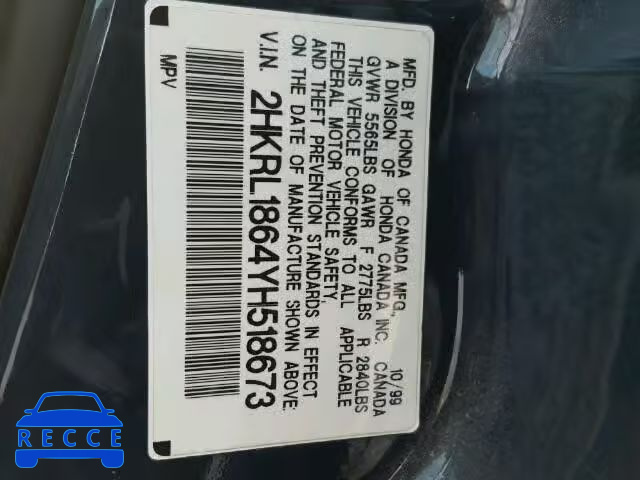 MFD. BY HONDA OF CANADA MFG.,
A DIVISION OF HONDA CANADA INC. CANADA 10/99
GVWR 5565LBS GAWR F 2775LBS R 2840LBS
THIS VEHICLE CONFORMS TO ALL APPLICABLE
FEDERAL MOTOR VEHICLE SAFETY,
AND THEFT PREVENTION STANDARDS IN EFFECT
ON THE DATE OF MANUFACTURE SHOWN ABOVE.
V.I.N. 2HKRL1864YH518673
MPV
RECCE